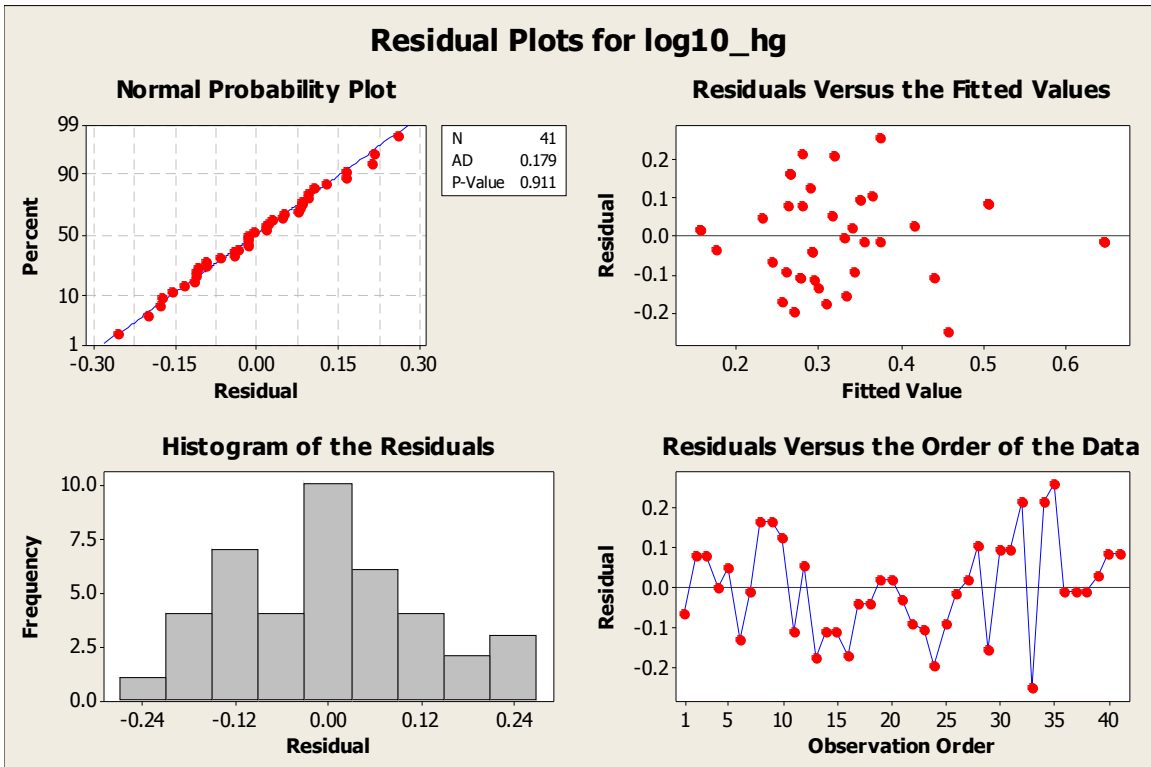 Residual Plots for log10_hg
Normal Probability Plot
99
90
50
10
1
Percent
-0.30
-0.15
0.00
0.15
0.30
Residual
N 41
AD 0.179
P-Value 0.911
Residuals Versus the Fitted Values
0.2
0.1
0.0
-0.1
-0.2
Residual
0.2
0.3
0.4
0.5
0.6
Fitted Value
Histogram of the Residuals
10.0
7.5
5.0
2.5
0.0
Frequency
-0.24
-0.12
0.00
0.12
0.24
Residual
Residuals Versus the Order of the Data
0.2
0.1
0.0
-0.1
-0.2
Residual
1
5
10
15
20
25
30
35
40
Observation Order